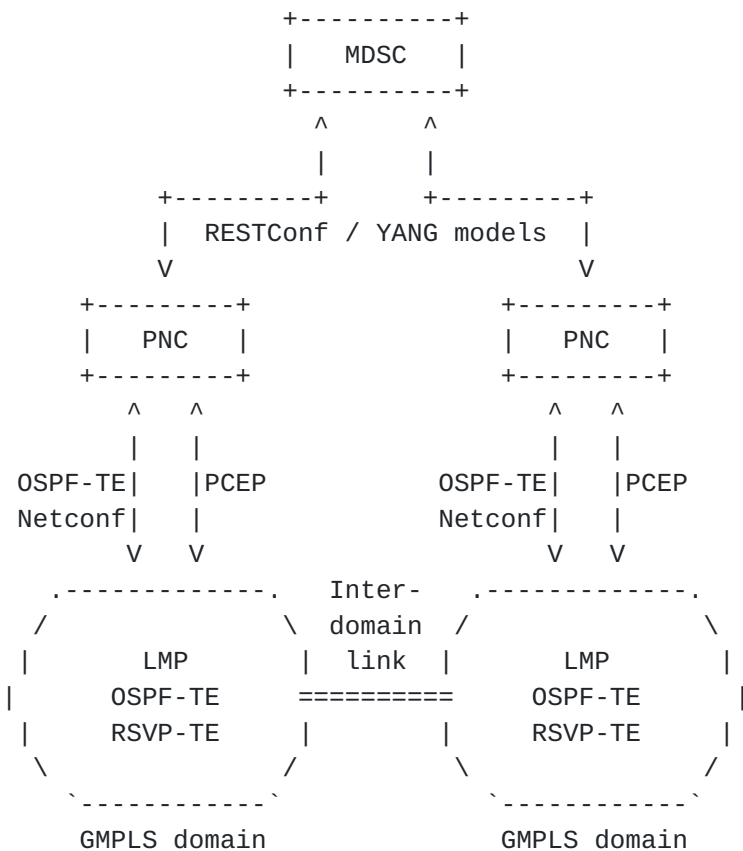 MDSC
RESTConf / YANG models
PNC PNC
OSPF-TE PCEP OSPF-TE PCEP
Netconf Netconf
Inter-
domain
LMP link LMP
OSPF-TE OSPF-TE
RSVP-TE RSVP-TE
GMPLS domain GMPLS domain